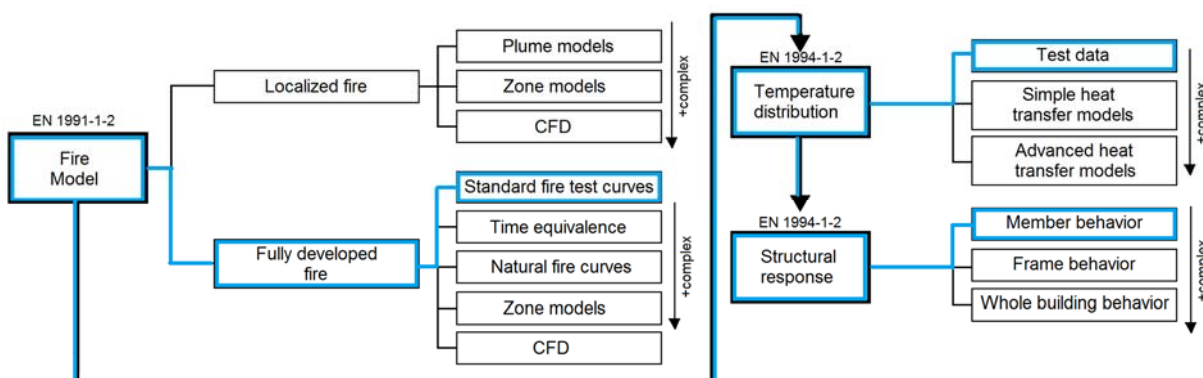 EN 1991-1-2
Fire
Model
Localized fire
Plume models
Zone models
CFD
+complex
Fully developed
fire
Standard fire test curves
Time equivalence
Natural fire curves
Zone models
CFD
+complex
EN 1994-1-2
Temperature
distribution
Test data
Simple heat
transfer models
Advanced heat
transfer models
+complex
EN 1994-1-2
Structural
response
Member behavior
Frame behavior
Whole building behavior
+complex